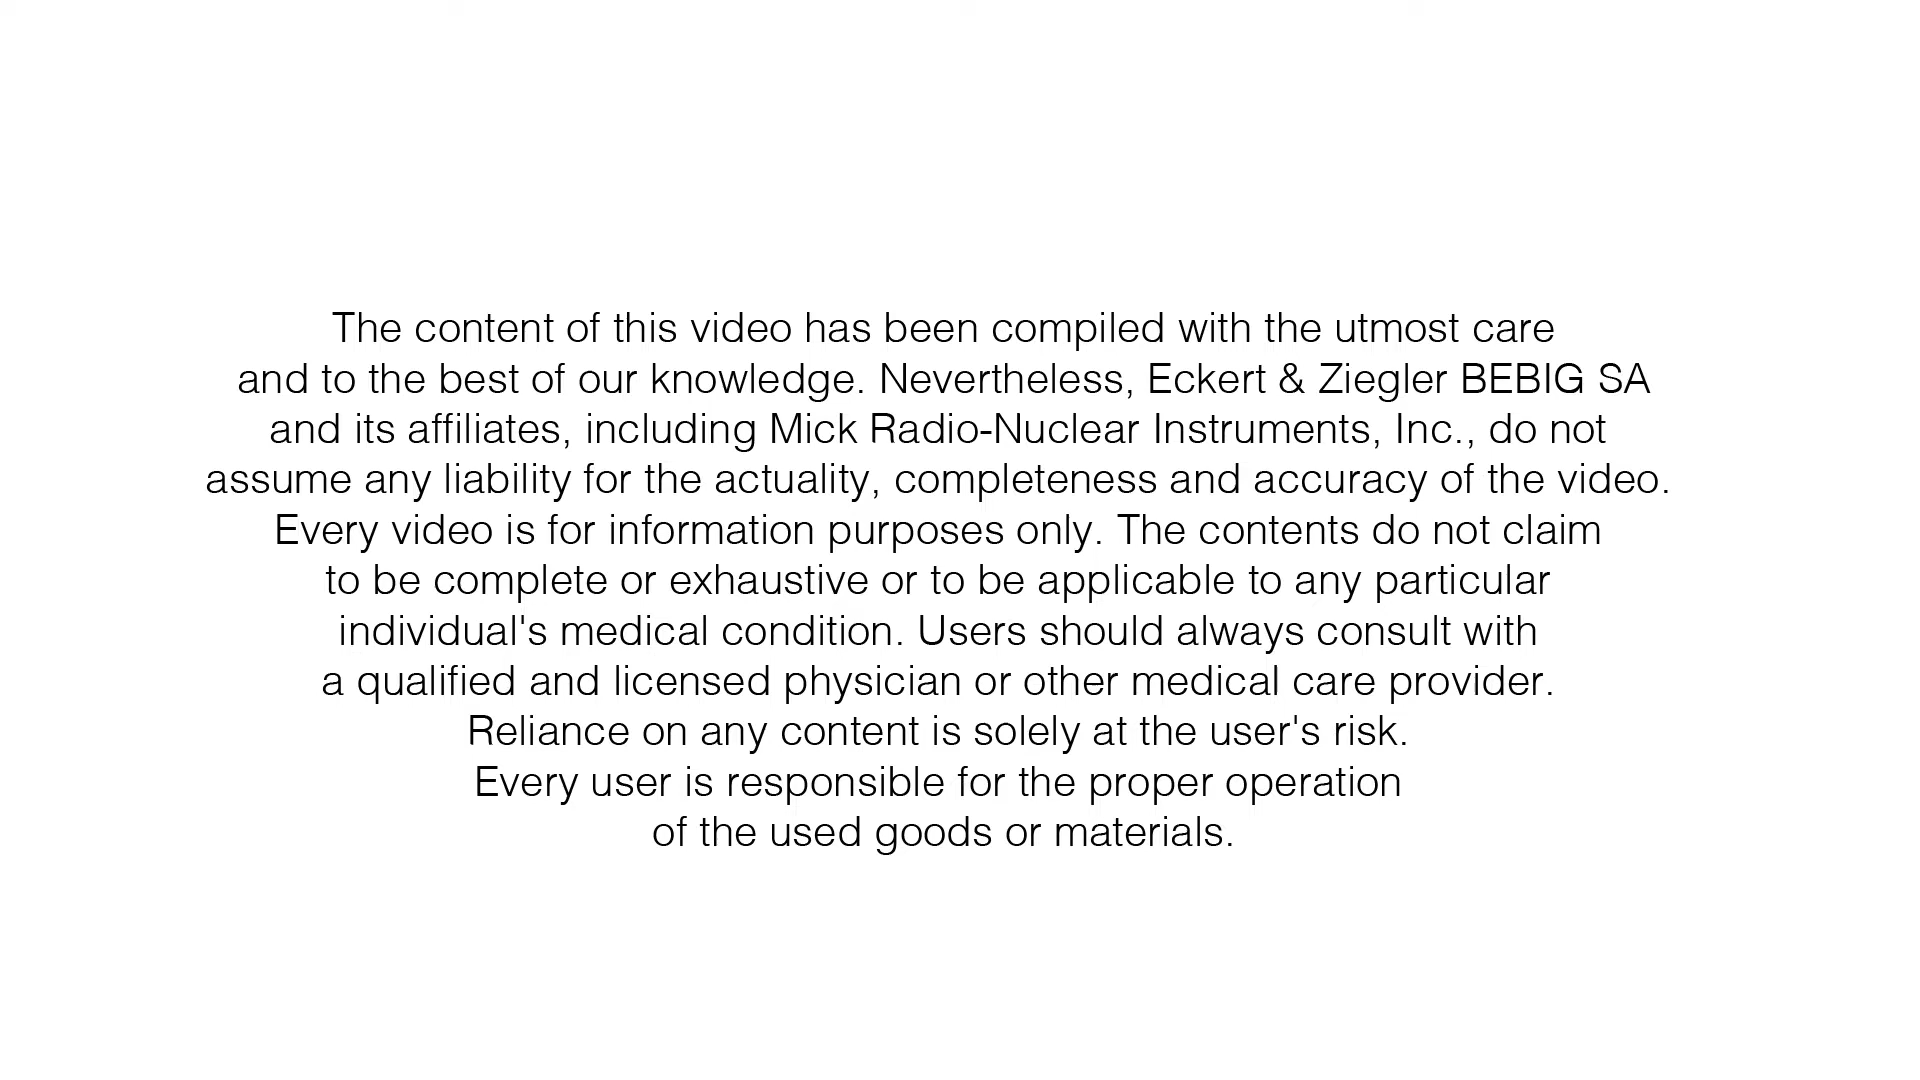 The content of this video has been compiled with the utmost care
and to the best of our knowledge. Nevertheless, Eckert & Ziegler BEBIG SA
and its affiliates, including Mick Radio-Nuclear Instruments, Inc., do not
assume any liability for the actuality, completeness and accuracy of the video.
Every video is for information purposes only. The contents do not claim
to be complete or exhaustive or to be applicable to any particular
individual's medical condition. Users should always consult with
a qualified and licensed physician or other medical care provider.
Reliance on any content is solely at the user's risk.
Every user is responsible for the proper operation
of the used goods or materials.